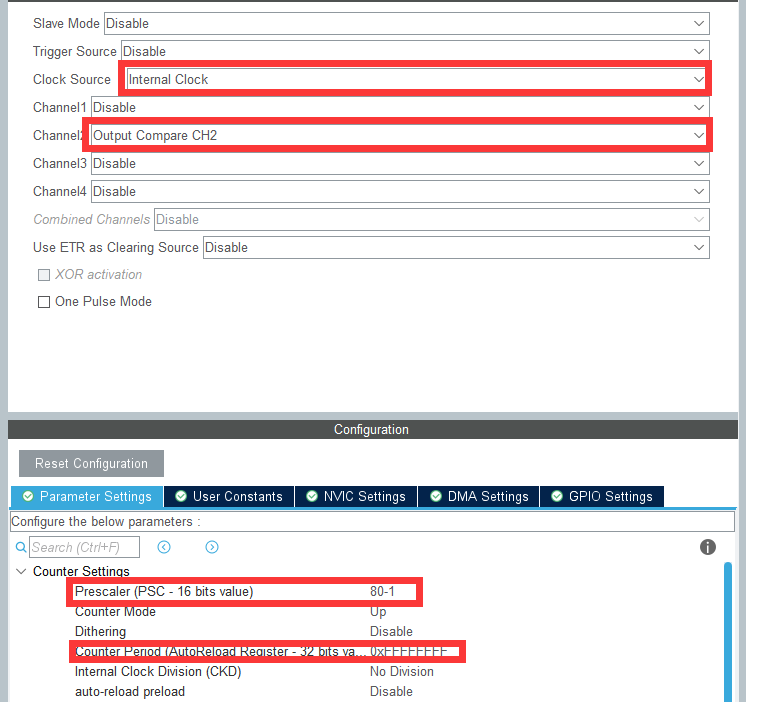 Slave Mode Disable
Trigger Source Disable
Clock Source Internal Clock
Channel1 Disable
Channel2 Output Compare CH2
Channel3 Disable
Channel4 Disable
Combined Channels Disable
Use ETR as Clearing Source Disable
XOR activation
One Pulse Mode
Configuration
Reset Configuration
Parameter Settings User Constants NVIC Settings DMA Settings GPIO Settings
Configure the below parameters :
Search (Ctrl+F)
Counter Settings
Prescaler (PSC - 16 bits value) 80-1
Counter Mode Up
Dithering Disable
Counter Period (AutoReload Register - 32 bits va... 0xFFFFFFFF
Internal Clock Division (CKD) No Division
auto-reload preload Disable